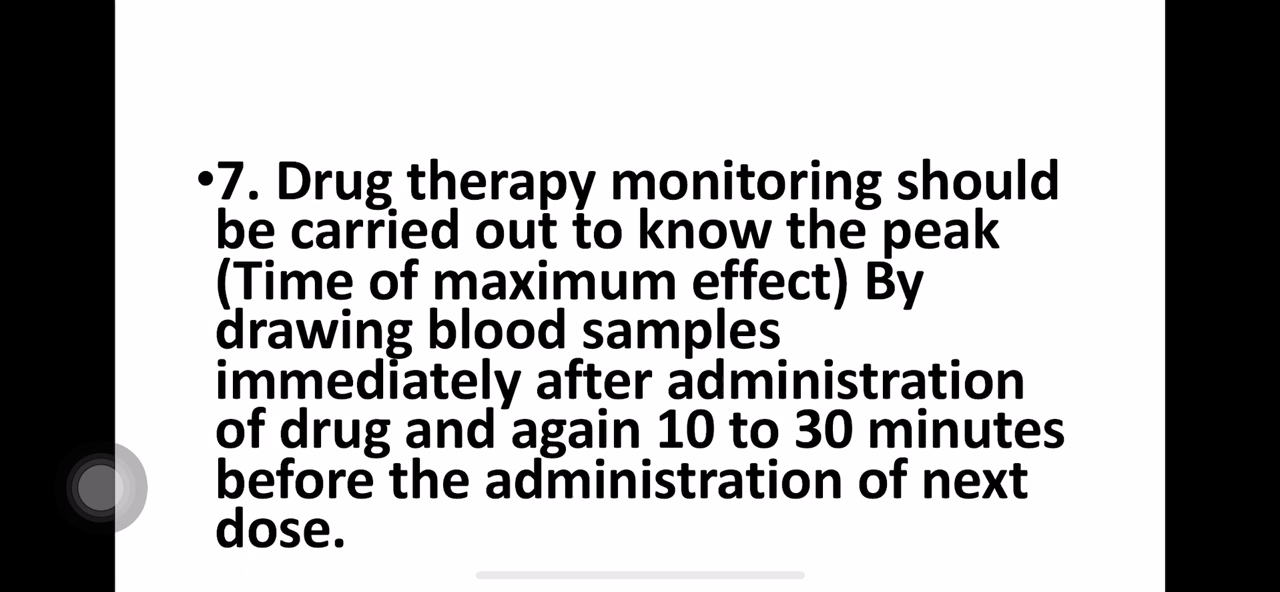 •7. Drug therapy monitoring should
be carried out to know the peak
(Time of maximum effect) By
drawing blood samples
immediately after administration
of drug and again 10 to 30 minutes
before the administration of next
dose.